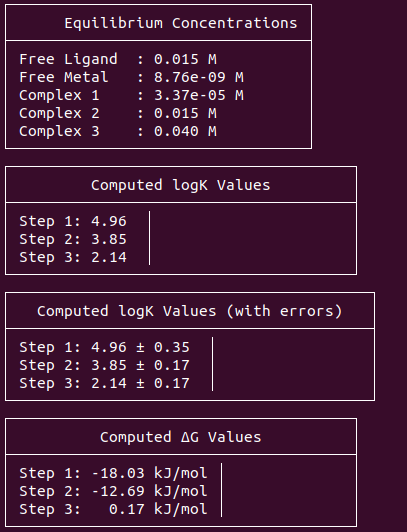 Equilibrium Concentrations
Free Ligand  : 0.015 M
Free Metal   : 8.76e-09 M
Complex 1    : 3.37e-05 M
Complex 2    : 0.015 M
Complex 3    : 0.040 M
Computed logK Values
Step 1: 4.96
Step 2: 3.85
Step 3: 2.14
Computed logK Values (with errors)
Step 1: 4.96 ± 0.35
Step 2: 3.85 ± 0.17
Step 3: 2.14 ± 0.17
Computed ΔG Values
Step 1: -18.03 kJ/mol
Step 2: -12.69 kJ/mol
Step 3:   0.17 kJ/mol